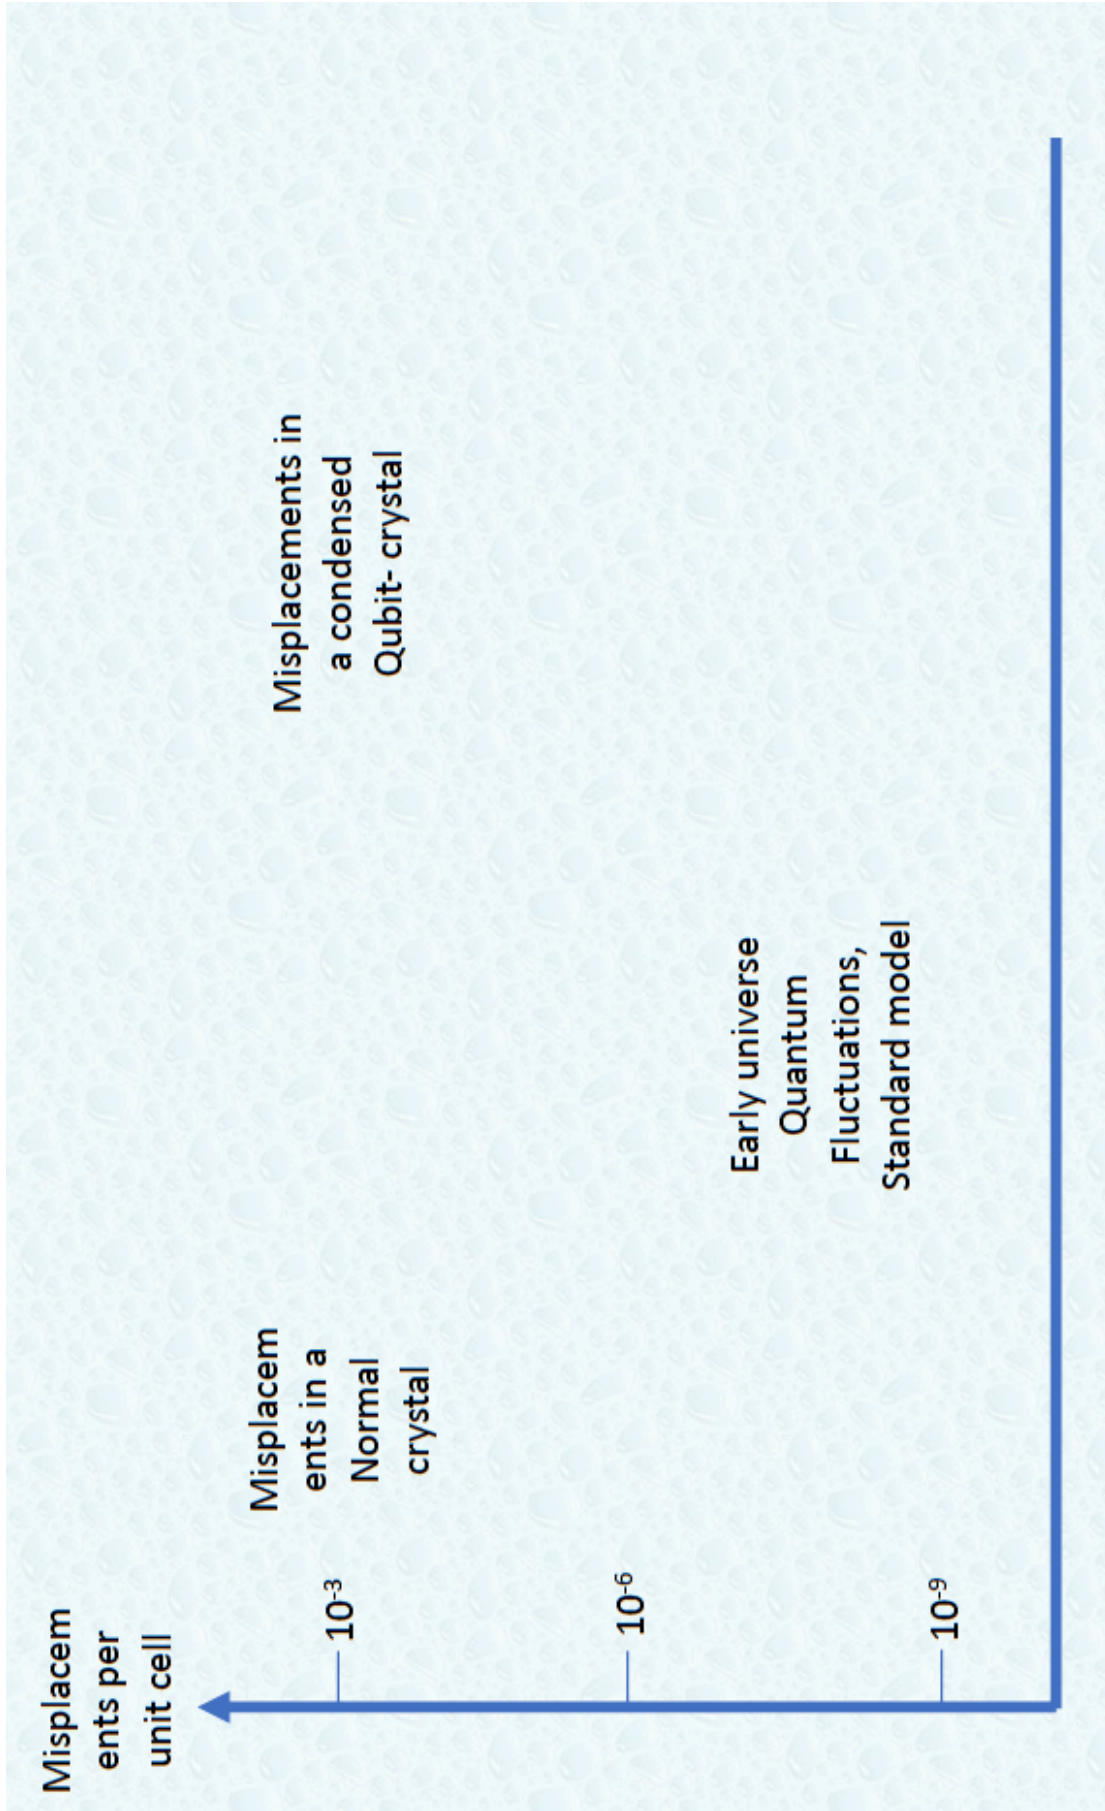 Misplacem
ents per
unit cell
10⁻³
10⁻⁶
10⁻⁹
Misplacem
ents in a
Normal
crystal
Early universe
Quantum
Fluctuations,
Standard model
Misplacements in
a condensed
Qubit- crystal